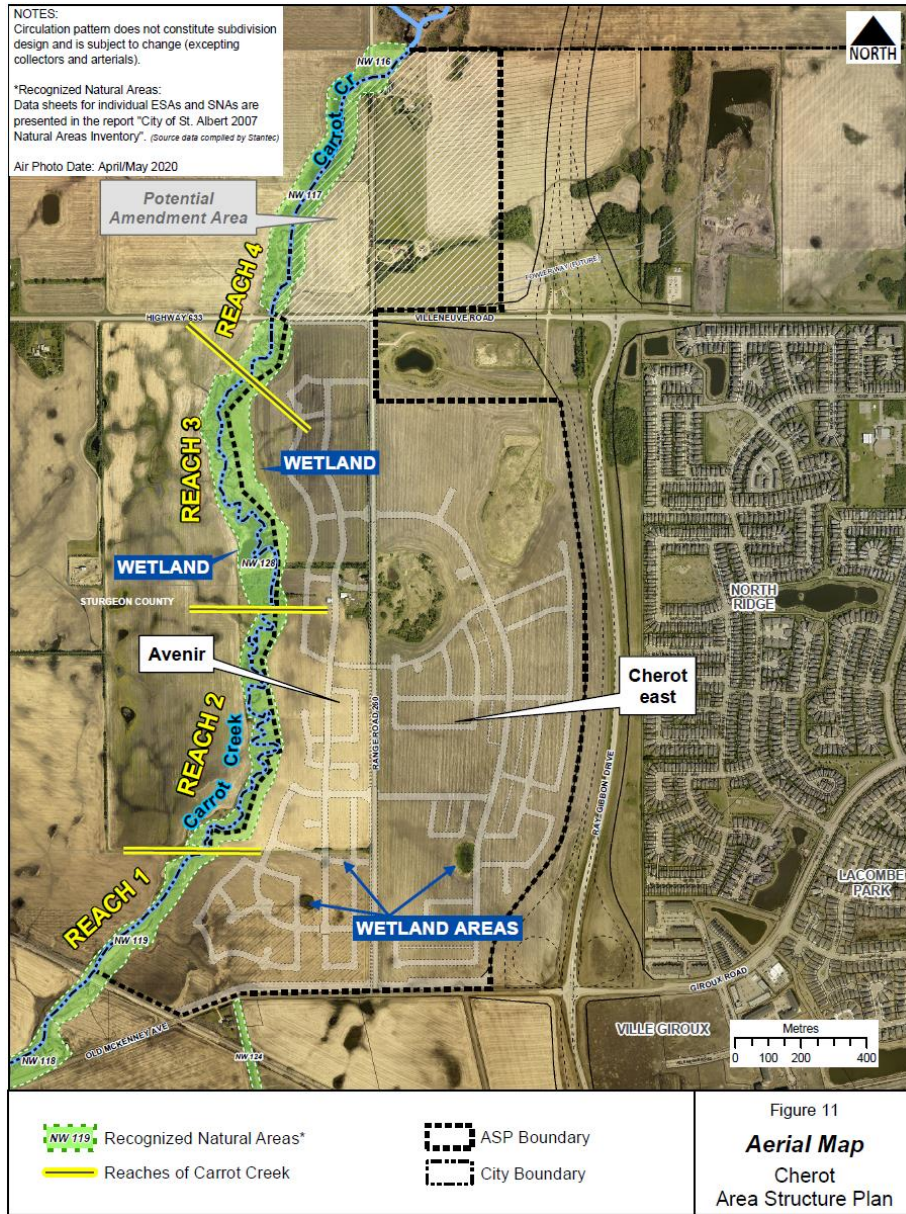 NOTES:
Circulation pattern does not constitute subdivision
design and is subject to change (excepting
collectors and arterials).
*Recognized Natural Areas:
Data sheets for individual ESAs and SNAs are
presented in the report "City of St. Albert 2007
Natural Areas Inventory". (Source data compiled by Stantec)
Air Photo Date: April/May 2020
NORTH
NW 116
Carrot Cr.
NW 117
Potential
Amendment Area
REACH 4
FOWLER WAY (FUTURE)
HIGHWAY 633
VILLENEUVE ROAD
REACH 3
WETLAND
WETLAND
NW 128
STURGEON COUNTY
NORTH
RIDGE
Avenir
Cherot
east
RANGE ROAD 260
RAY GIBBON DRIVE
REACH 2
Carrot Creek
REACH 1
LACOMBE
PARK
WETLAND AREAS
NW 119
GIROUX ROAD
OLD MCKENNEY AVE
NW 118
NW 124
VILLE GIROUX
Metres
0 100 200 400
NW 119 Recognized Natural Areas*
Reaches of Carrot Creek
ASP Boundary
City Boundary
Figure 11
Aerial Map
Cherot
Area Structure Plan